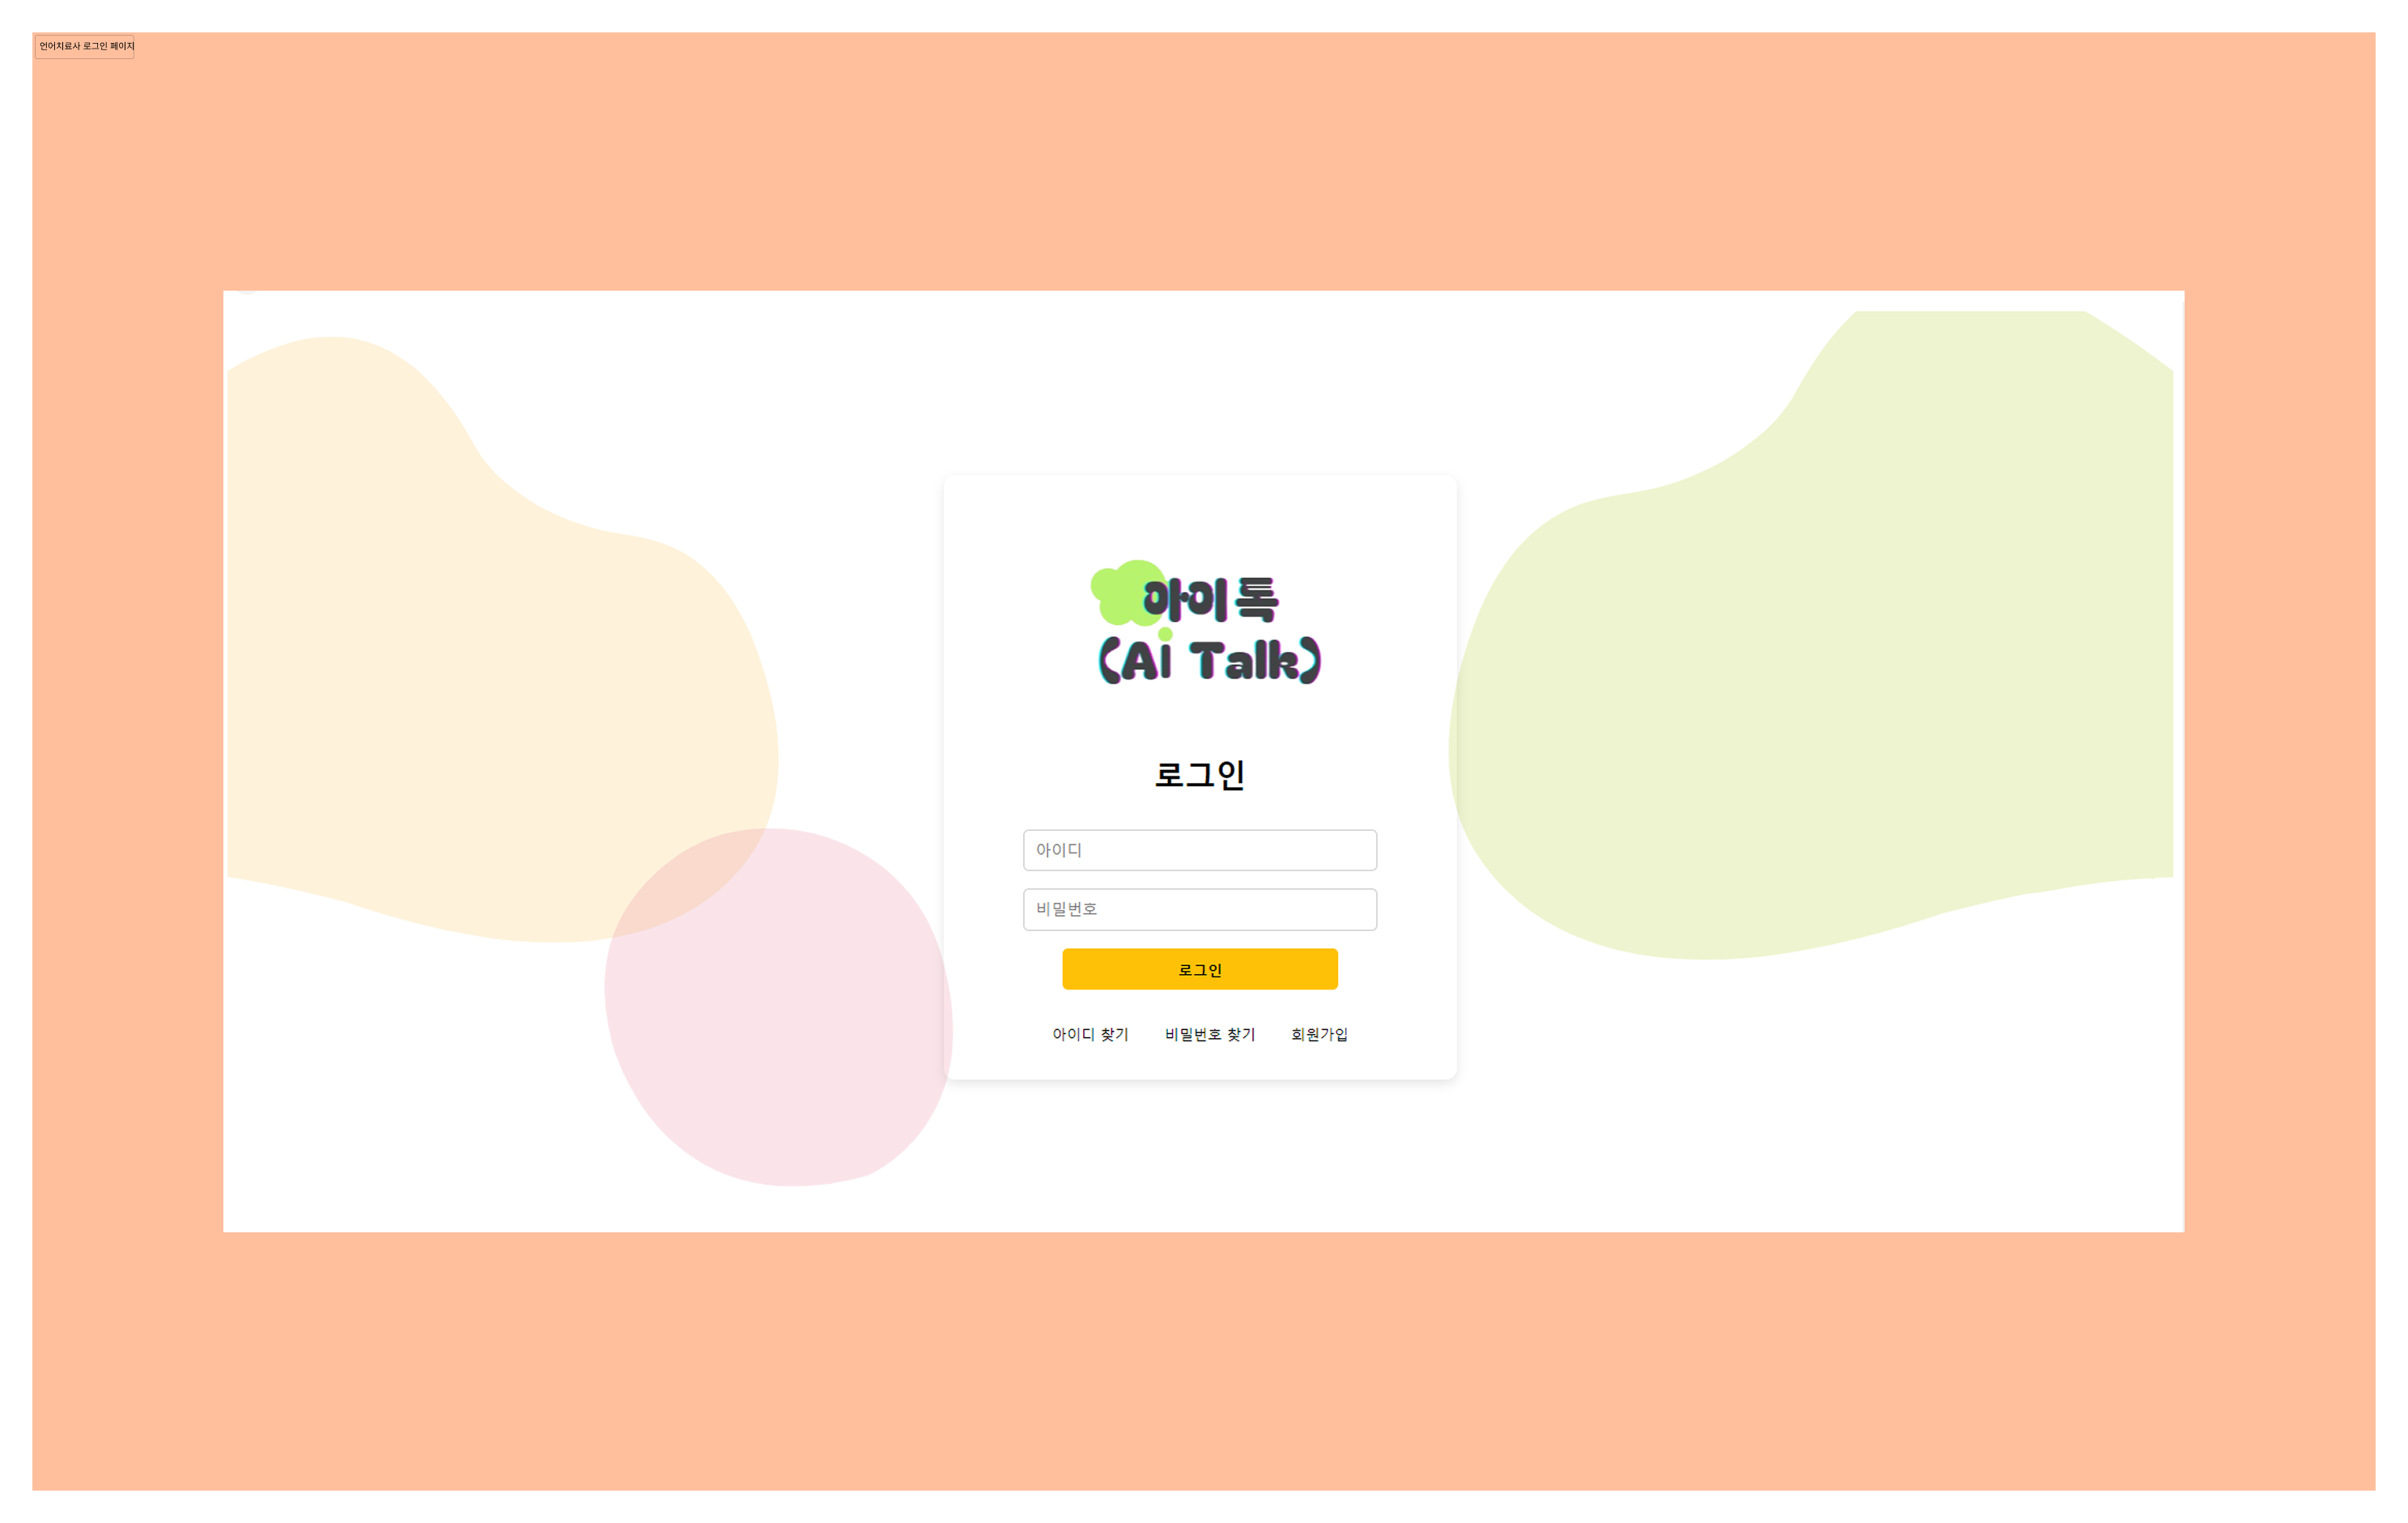 언어치료사 로그인 페이지
아이톡
(Ai Talk)
로그인
아이디
비밀번호
로그인
아이디 찾기 비밀번호 찾기 회원가입